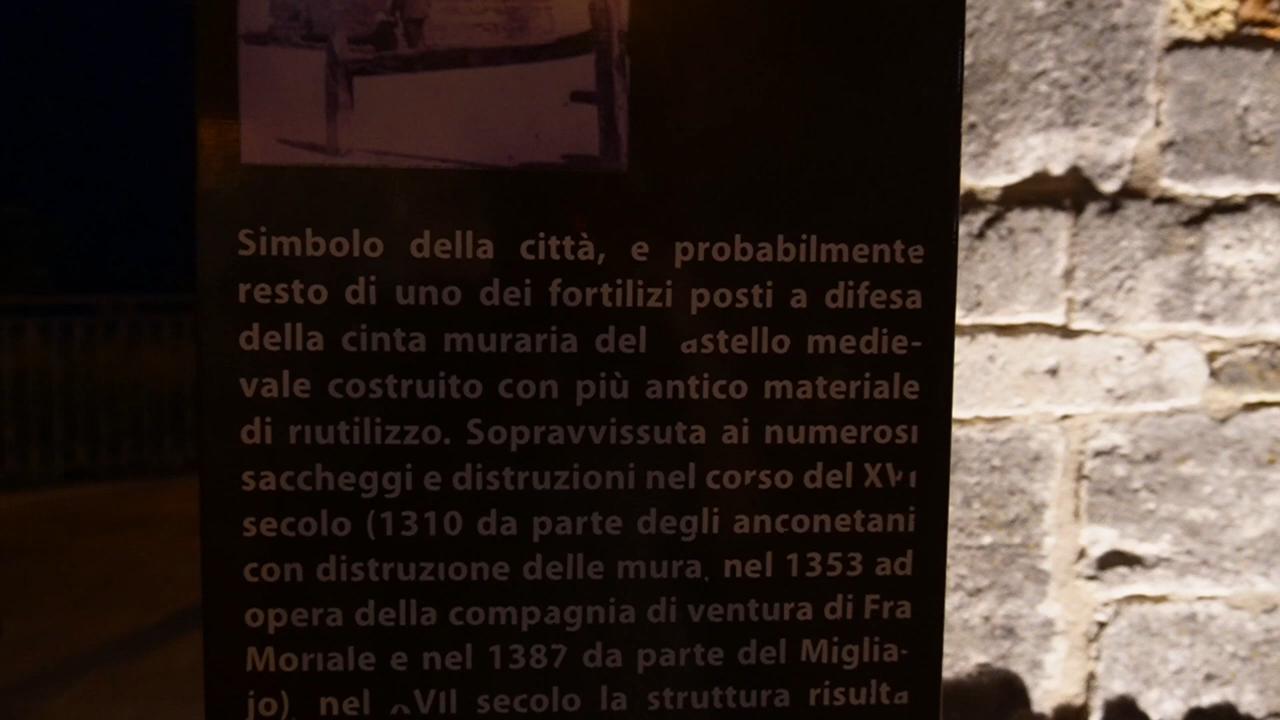 Simbolo della città, e probabilmente
resto di uno dei fortilizi posti a difesa
della cinta muraria del astello medie-
vale costruito con più antico materiale
di riutilizzo. Sopravvissuta ai numerosi
saccheggi e distruzioni nel corso del
secolo (1310 da parte degli anconetani
con distruzione delle mura, nel 1353 ad
opera della compagnia di ventura di Fra
Moriale e nel 1387 da parte del Miglia-
jo), nel secolo la struttura risulta